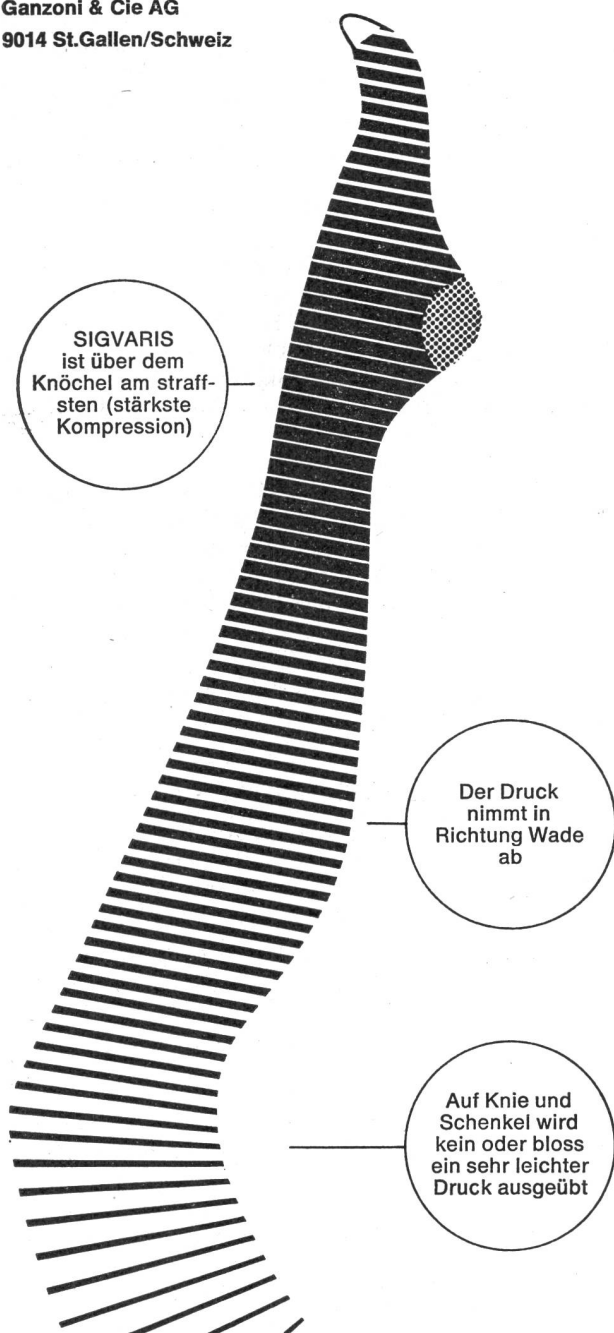 Ganzoni & Cie AG
9014 St.Gallen/Schweiz
SIGVARIS
ist über dem
Knöchel am straff-
sten (stärkste
Kompression)
Der Druck
nimmt in
Richtung Wade
ab
Auf Knie und
Schenkel wird
kein oder bloss
ein sehr leichter
Druck ausgeübt